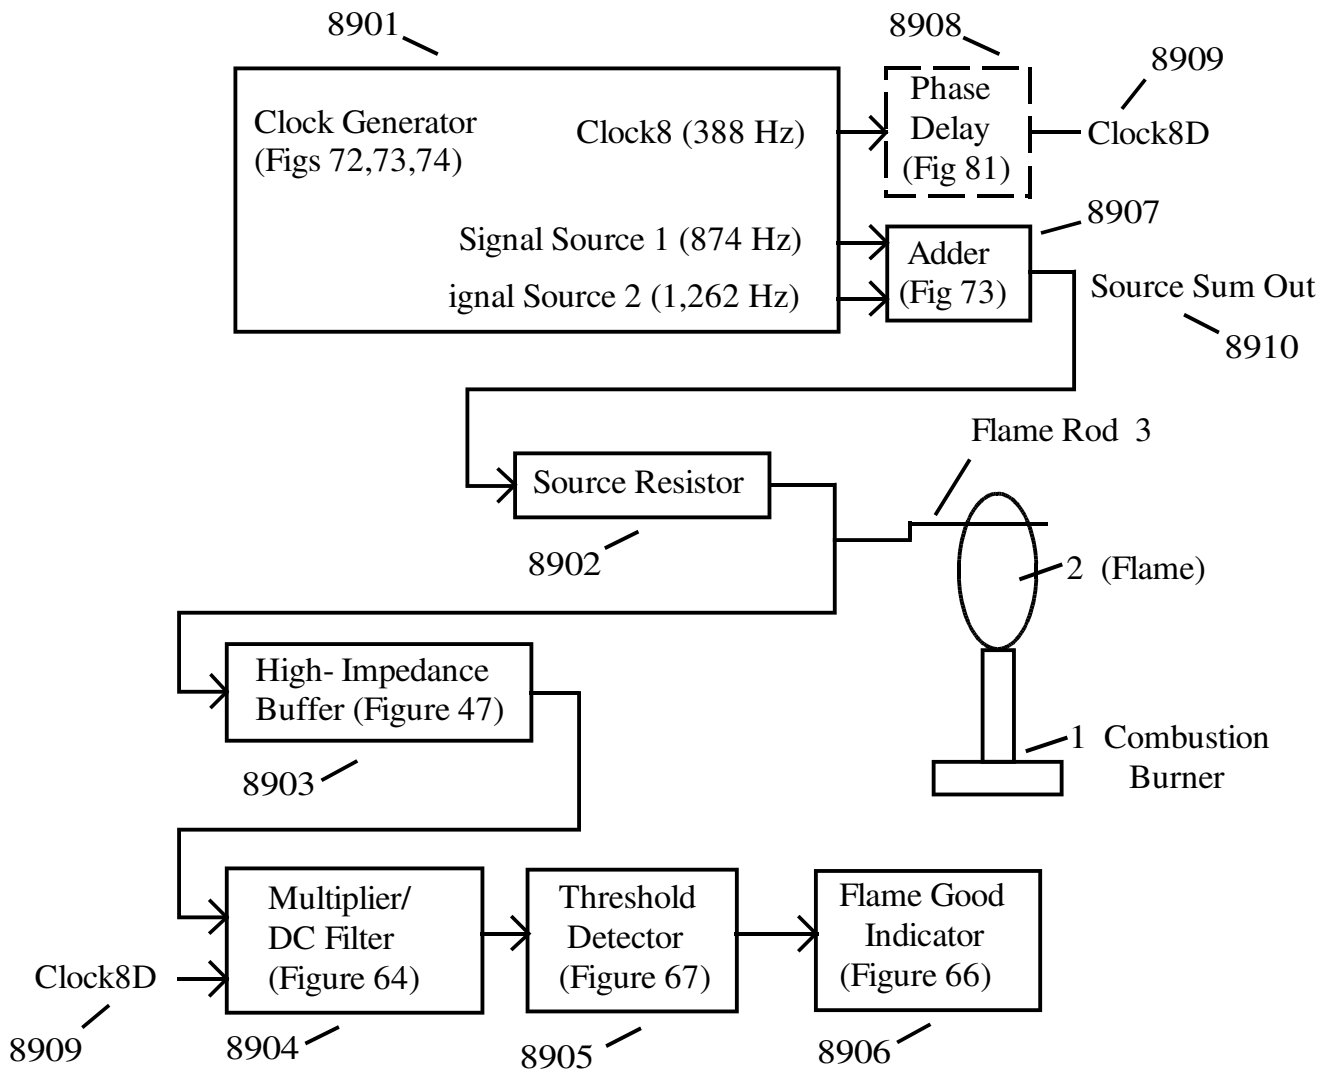 8901
8908
8909
Clock Generator
(Figs 72,73,74)
Clock8 (388 Hz)
Phase
Delay
(Fig 81)
Clock8D
8907
Signal Source 1 (874 Hz)
ignal Source 2 (1,262 Hz)
Adder
(Fig 73)
Source Sum Out
8910
Flame Rod 3
Source Resistor
8902
2 (Flame)
High- Impedance
Buffer (Figure 47)
8903
1 Combustion
Burner
Multiplier/
DC Filter
(Figure 64)
Threshold
Detector
(Figure 67)
Flame Good
Indicator
(Figure 66)
Clock8D
8909
8904
8905
8906